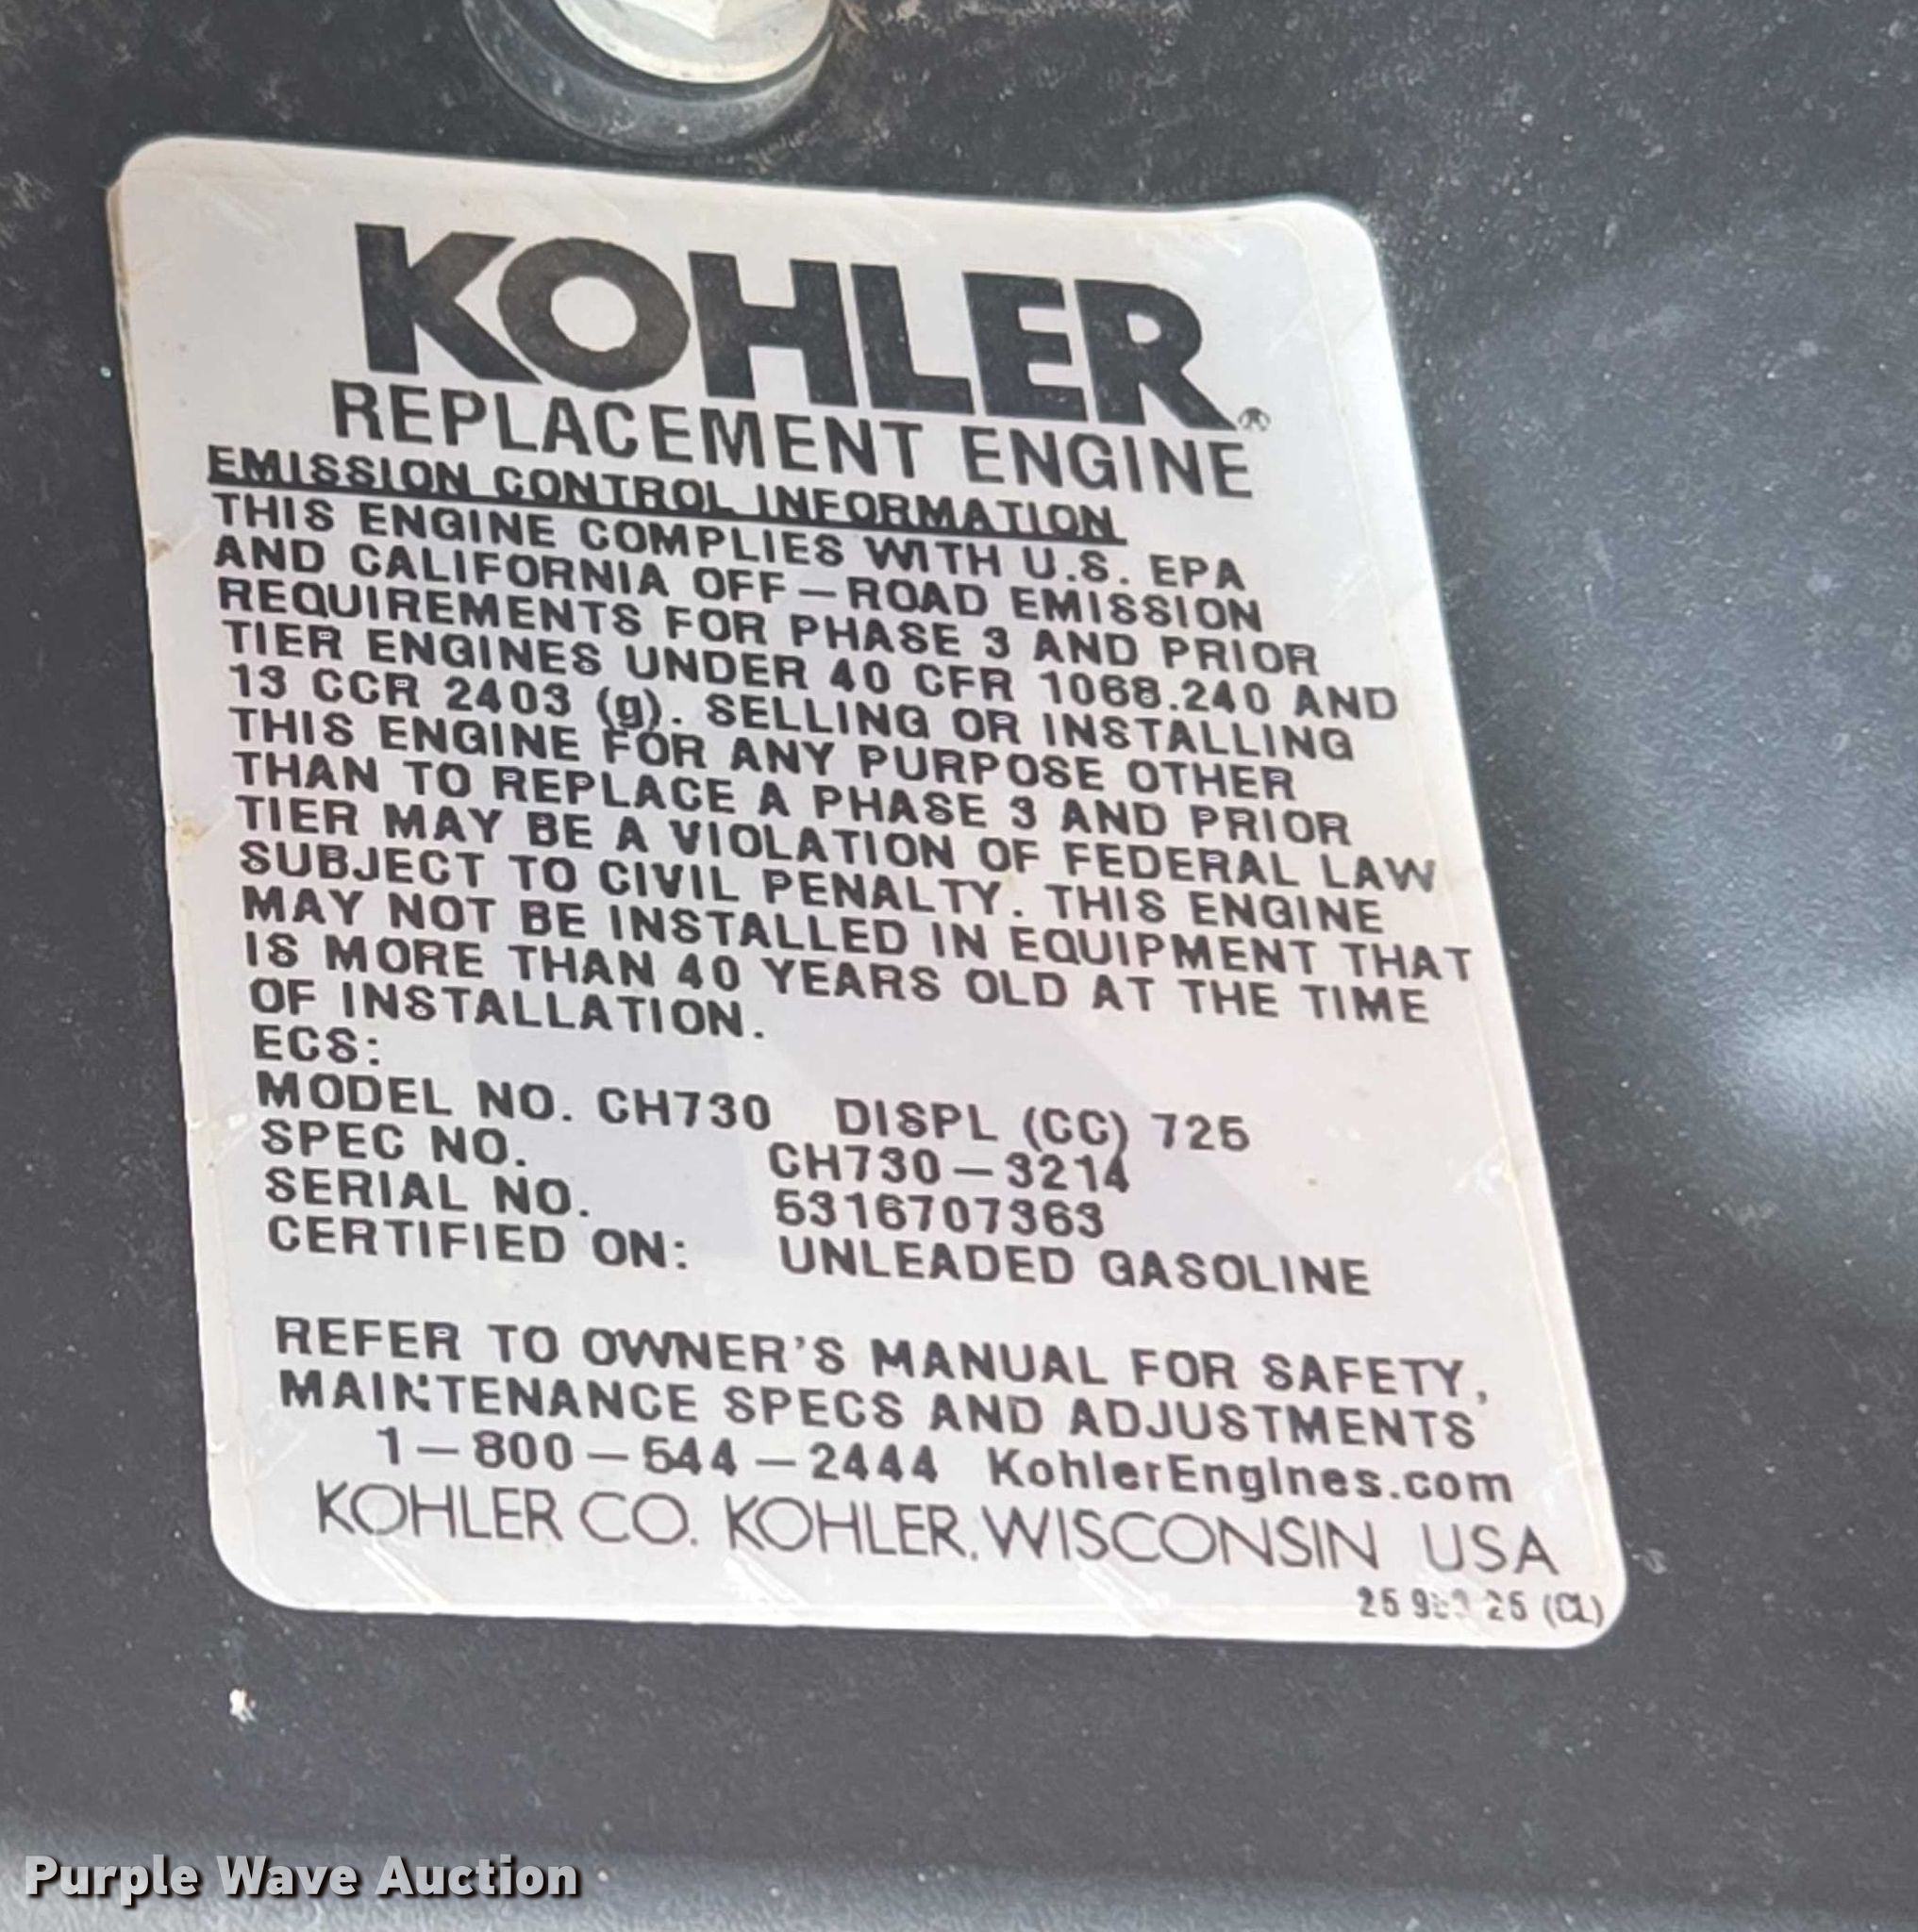 KOHLER®
REPLACEMENT ENGINE
EMISSION CONTROL INFORMATION
THIS ENGINE COMPLIES WITH U.S. EPA
AND CALIFORNIA OFF-ROAD EMISSION
REQUIREMENTS FOR PHASE 3 AND PRIOR
TIER ENGINES UNDER 40 CFR 1068.240 AND
13 CCR 2403 (g). SELLING OR INSTALLING
THIS ENGINE FOR ANY PURPOSE OTHER
THAN TO REPLACE A PHASE 3 AND PRIOR
TIER MAY BE A VIOLATION OF FEDERAL LAW
SUBJECT TO CIVIL PENALTY. THIS ENGINE
MAY NOT BE INSTALLED IN EQUIPMENT THAT
IS MORE THAN 40 YEARS OLD AT THE TIME
OF INSTALLATION.
ECS:
MODEL NO. CH730 DISPL (CC) 725
SPEC NO. CH730-3214
SERIAL NO. 5316707363
CERTIFIED ON: UNLEADED GASOLINE
REFER TO OWNER'S MANUAL FOR SAFETY,
MAINTENANCE SPECS AND ADJUSTMENTS
1-800-544-2444 KohlerEngines.com
KOHLER CO. KOHLER, WISCONSIN USA
25 (CL)
Purple Wave Auction